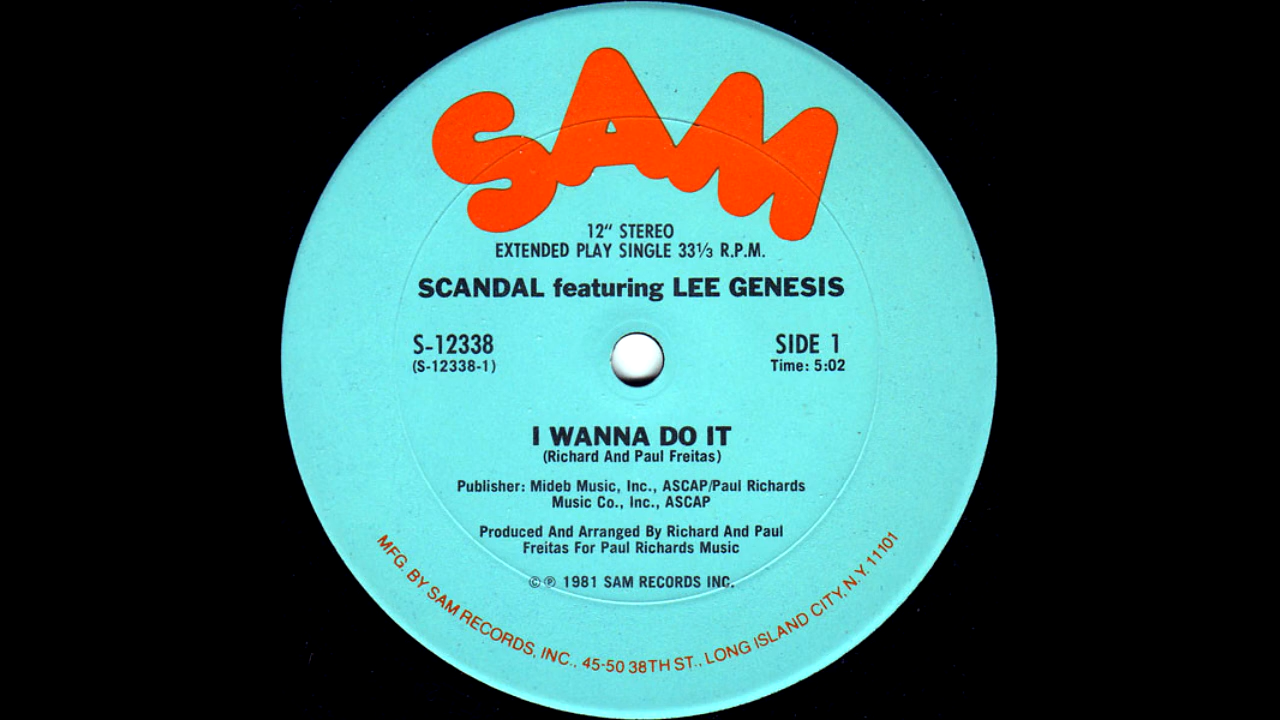 SAM
12" STEREO
EXTENDED PLAY SINGLE 33⅓ R.P.M.
SCANDAL featuring LEE GENESIS
S-12338
(S-12338-1)
SIDE 1
Time: 5:02
I WANNA DO IT
(Richard And Paul Freitas)
Publisher: Mideb Music, Inc., ASCAP/Paul Richards
Music Co., Inc., ASCAP
Produced And Arranged By Richard And Paul
Freitas For Paul Richards Music
© ℗ 1981 SAM RECORDS INC.
MFG. BY SAM RECORDS, INC., 45-50 38TH ST., LONG ISLAND CITY, N.Y. 11101